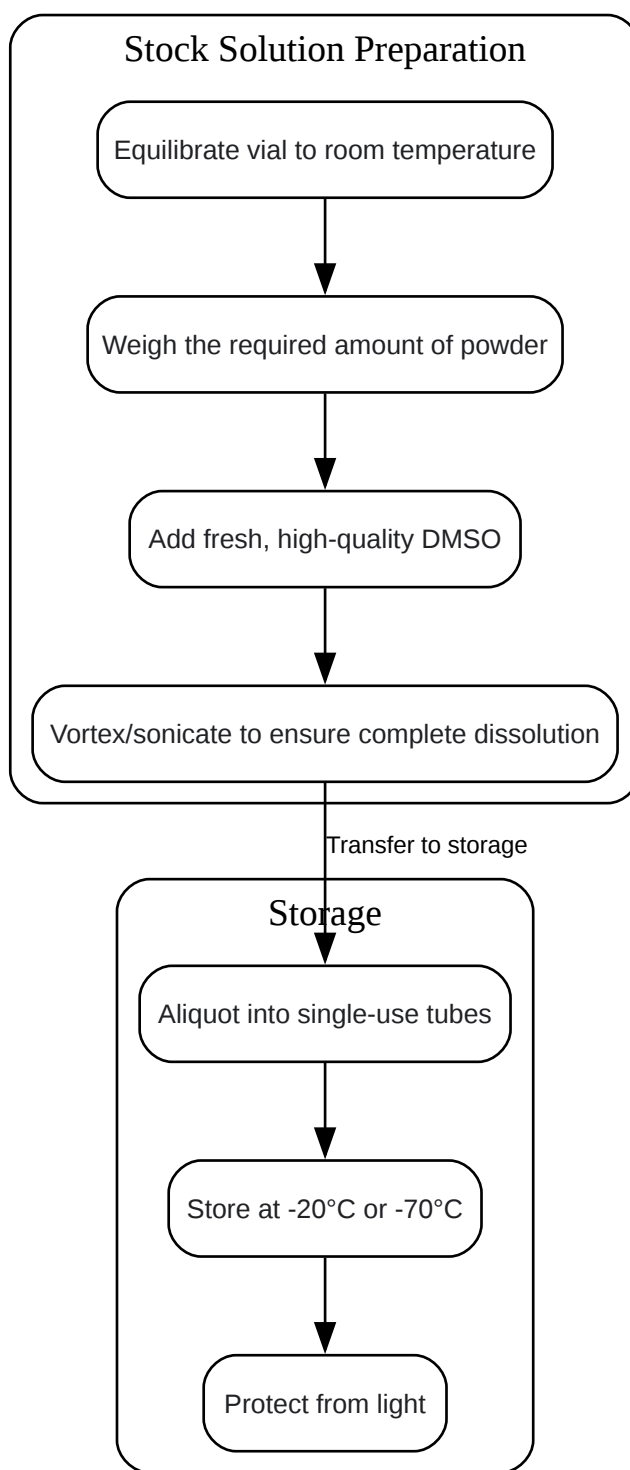 Stock Solution Preparation
Equilibrate vial to room temperature
Weigh the required amount of powder
Add fresh, high-quality DMSO
Vortex/sonicate to ensure complete dissolution
Transfer to storage
Storage
Aliquot into single-use tubes
Store at -20°C or -70°C
Protect from light